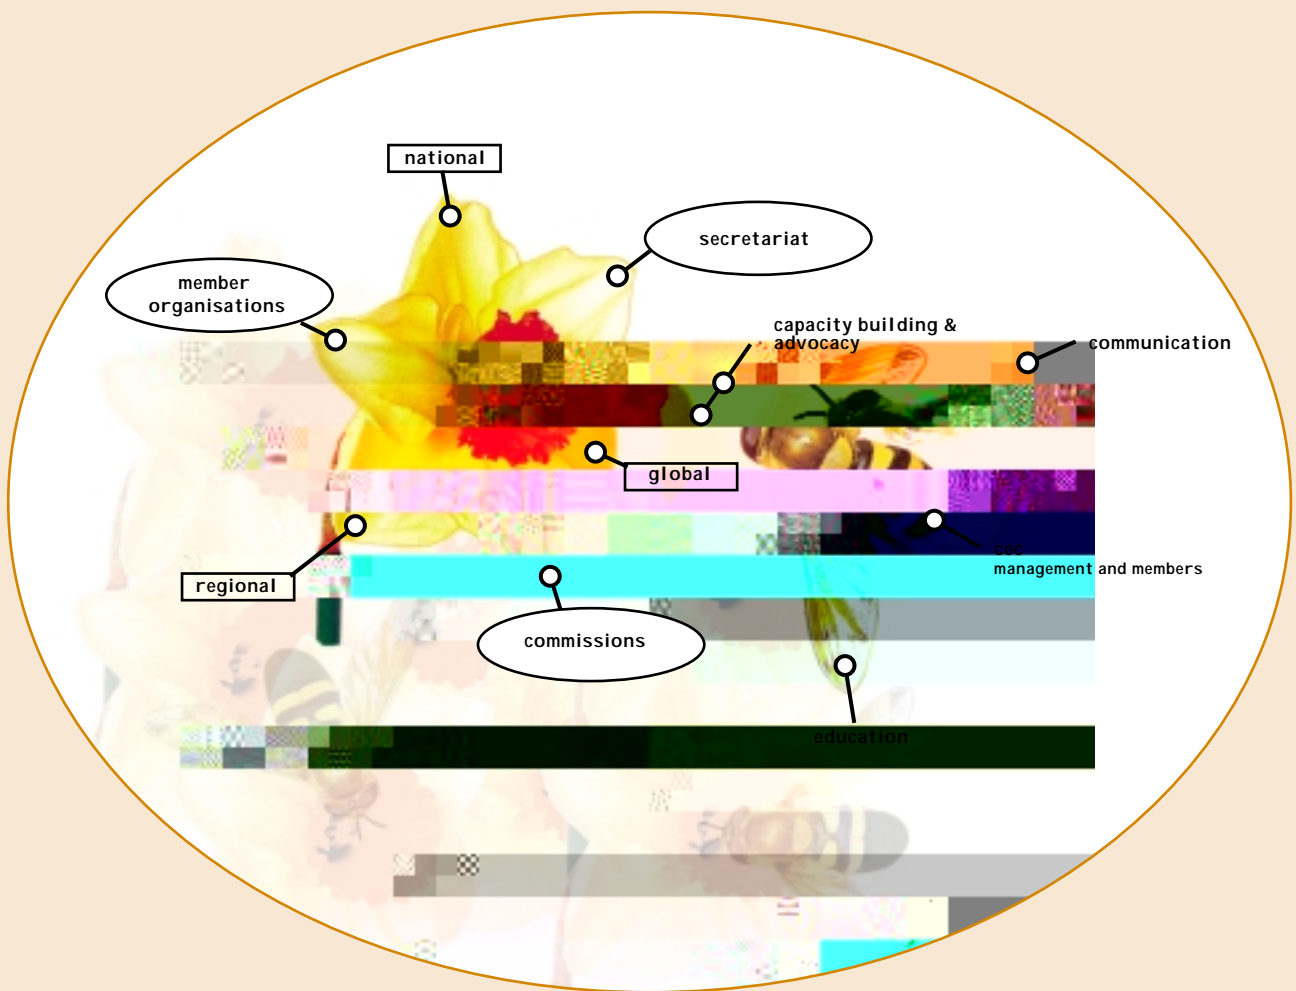 national
secretariat
member
organisations
capacity building &
advocacy
communication
global
management and members
regional
commissions
education